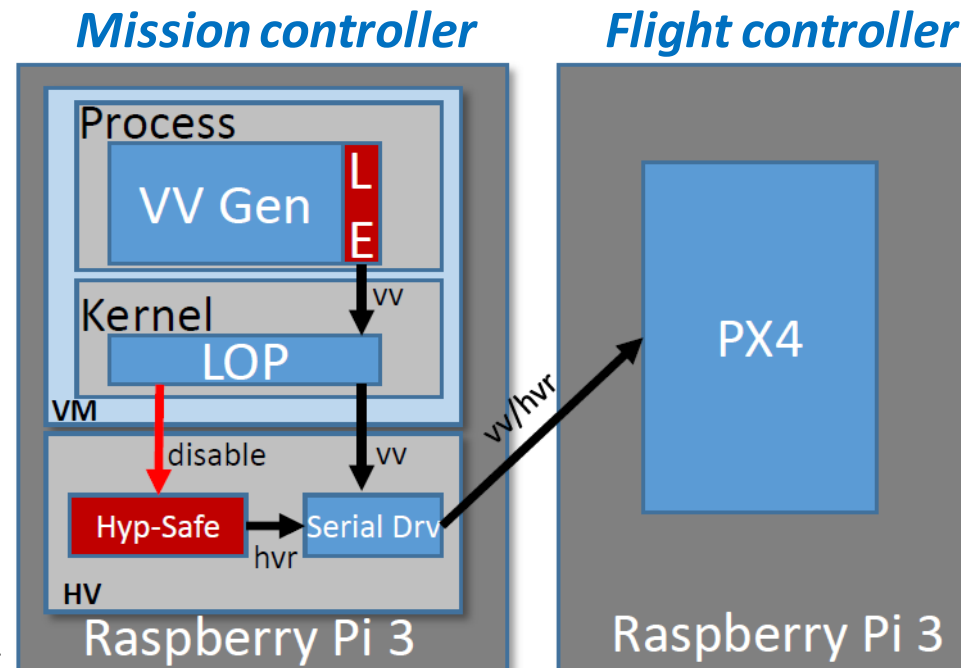 Mission controller
Flight controller
Process
VV Gen
L
E
vv
Kernel
LOP
VM
disable
vv
Hyp-Safe
hvr
Serial Drv
HV
Raspberry Pi 3
vv/hvr
PX4
Raspberry Pi 3